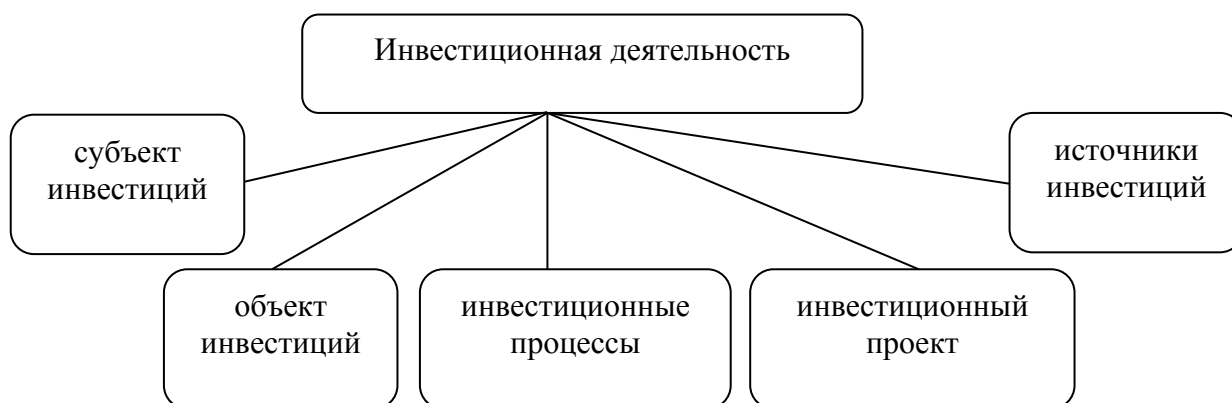 Инвестиционная деятельность
субъект
инвестиций
источники
инвестиций
объект
инвестиций
инвестиционные
процессы
инвестиционный
проект